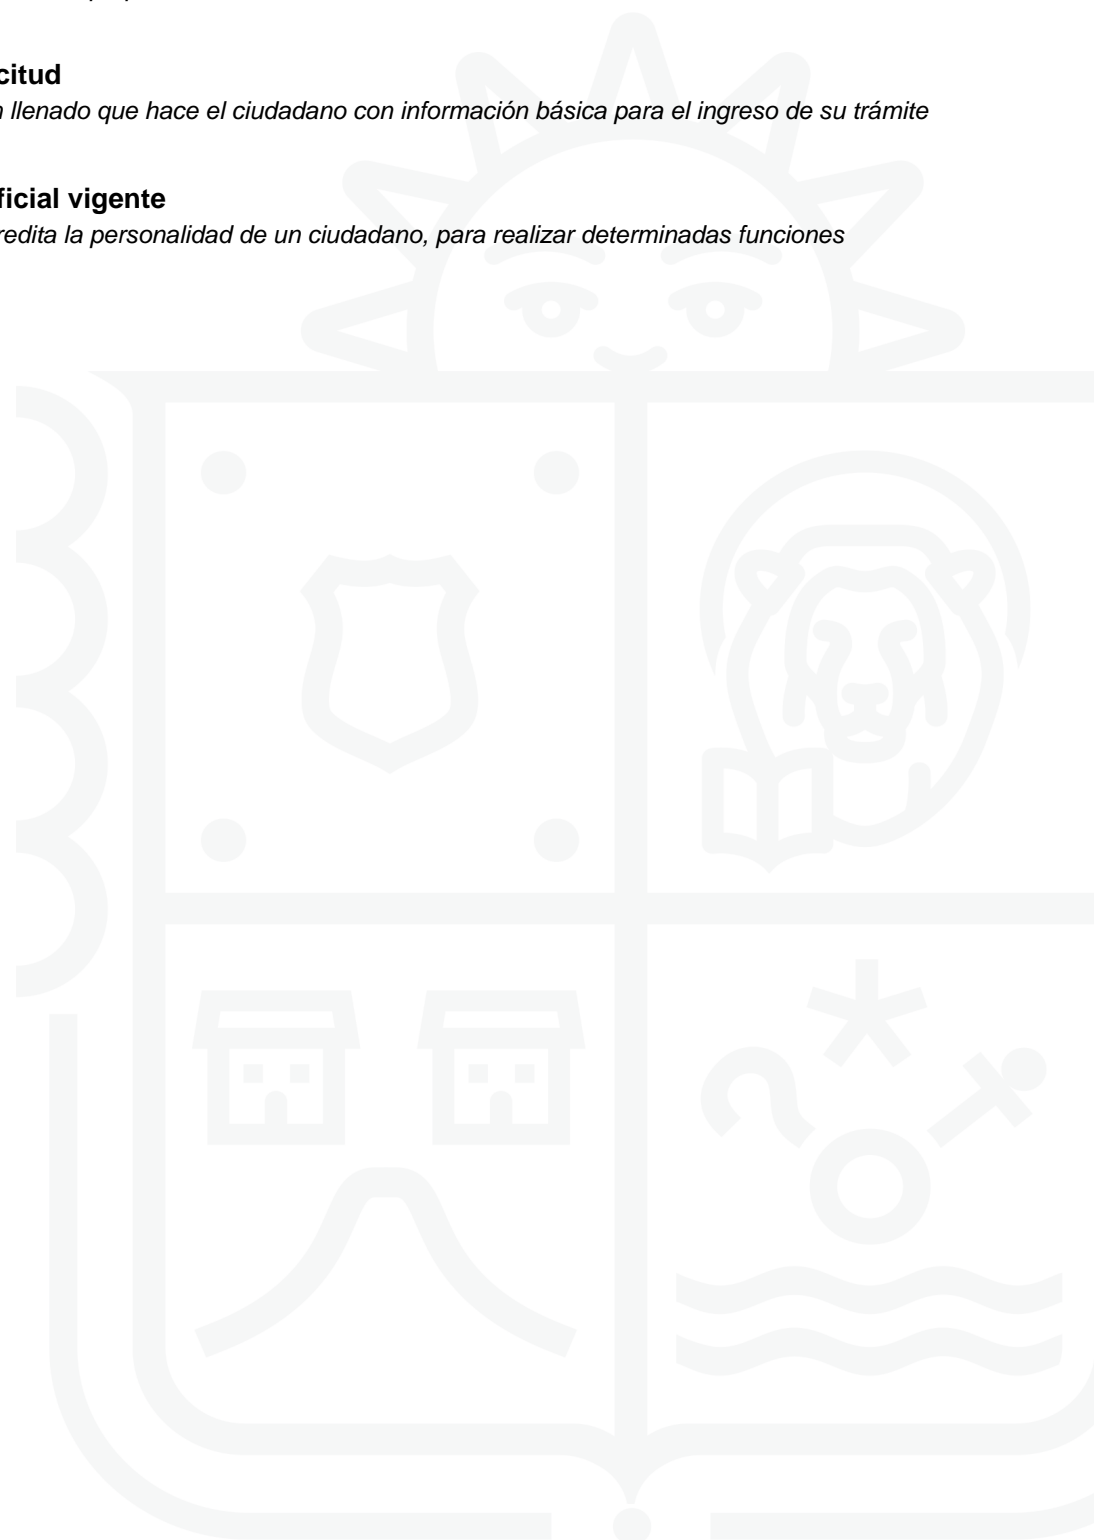 citud
llenado que hace el ciudadano con información básica para el ingreso de su trámite
ficial vigente
redita la personalidad de un ciudadano, para realizar determinadas funciones